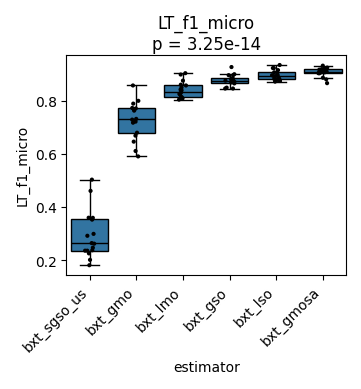 LT_f1_micro
p = 3.25e-14
LT_f1_micro
0.8
0.6
0.4
0.2
bxt_sgso_us
bxt_gmo
bxt_lmo
bxt_gso
bxt_lso
bxt_gmosa
estimator